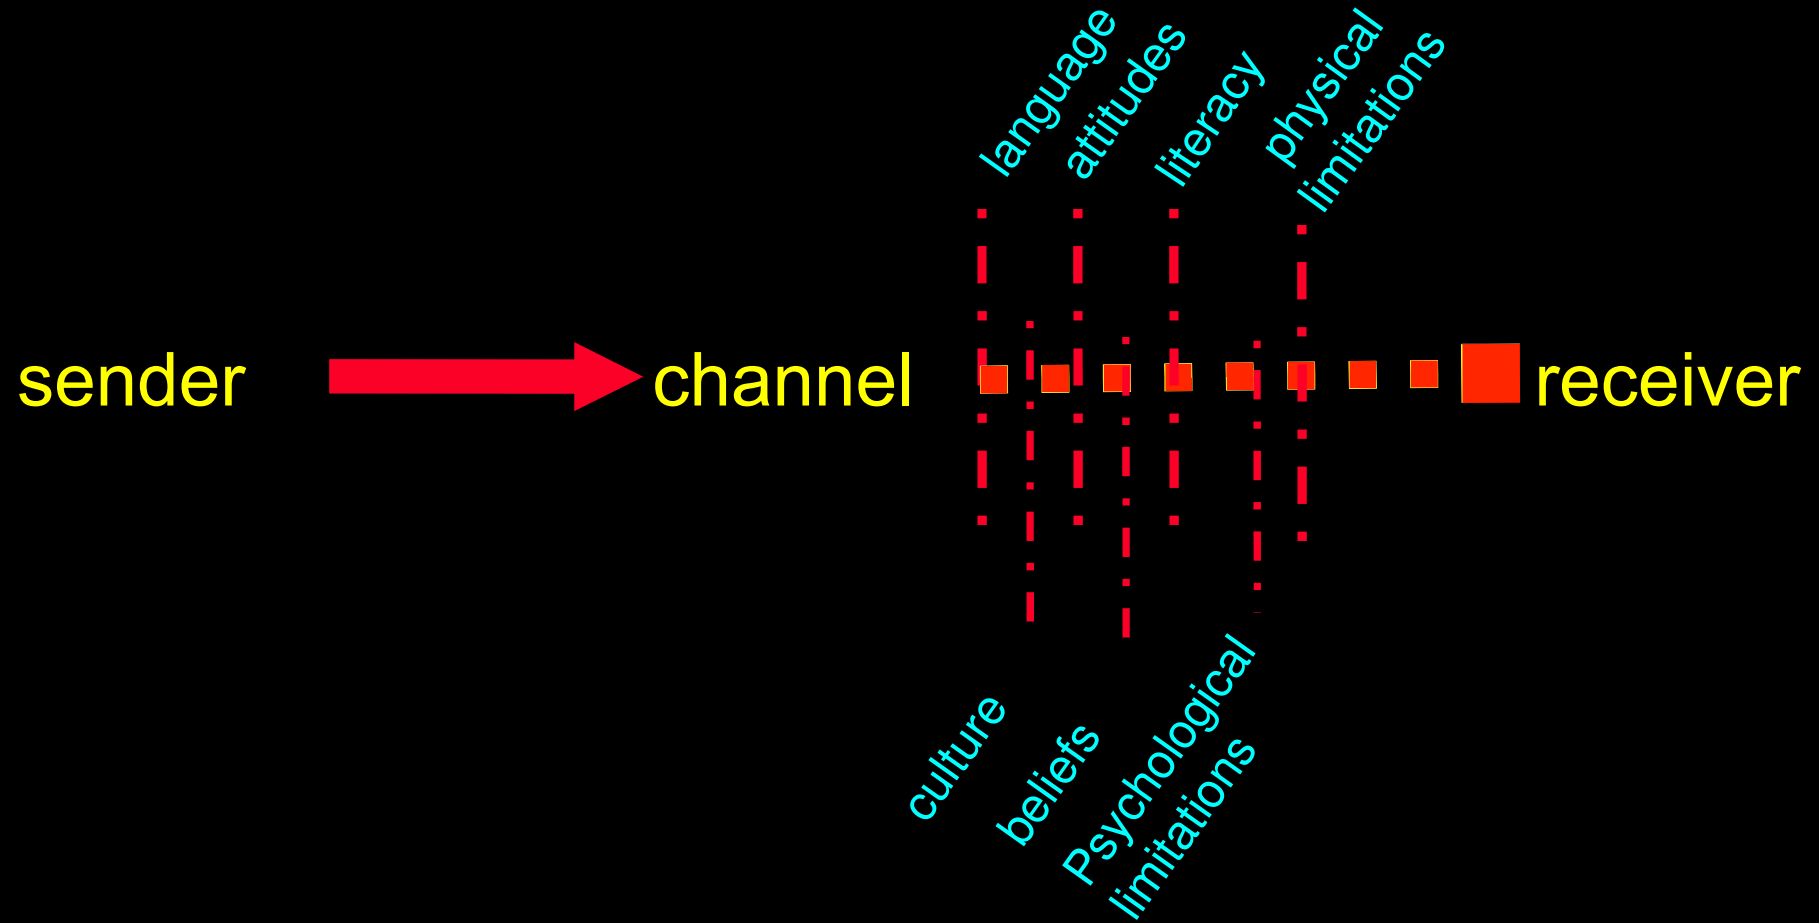 language
attitudes
literacy
physical
limitations
sender
channel
receiver
culture
beliefs
Psychological
limitations